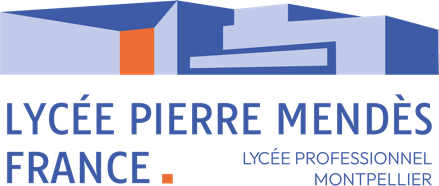 LYCÉE PIERRE MENDÈS
FRANCE.
LYCÉE PROFESSIONNEL
MONTPELLIER